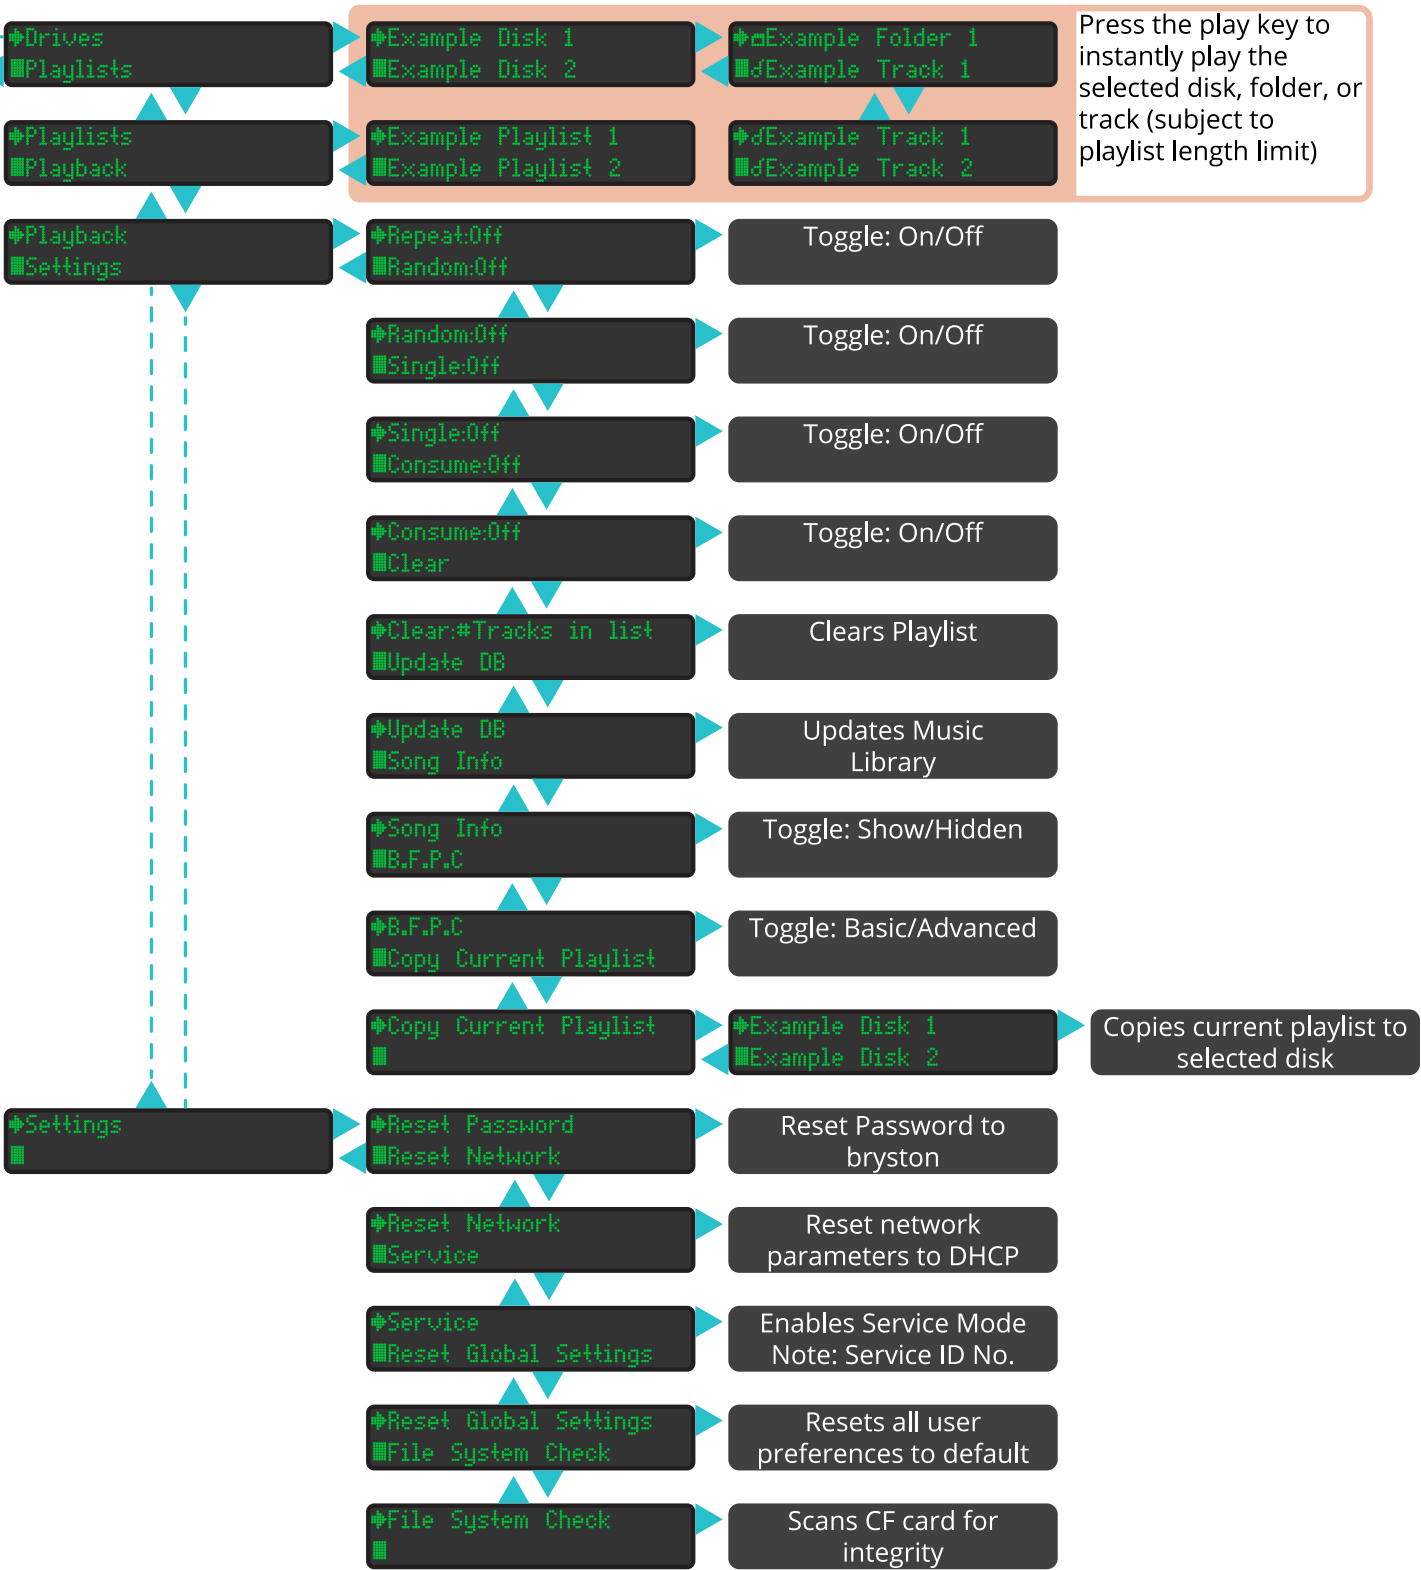 Drives
Playlists
Example Disk 1
Example Disk 2
Example Folder 1
Example Track 1
Press the play key to
instantly play the
selected disk, folder, or
track (subject to
playlist length limit)
Playlists
Playback
Example Playlist 1
Example Playlist 2
Example Track 1
Example Track 2
Playback
Settings
Repeat:Off
Random:Off
Toggle: On/Off
Random:Off
Single:Off
Toggle: On/Off
Single:Off
Consume:Off
Toggle: On/Off
Consume:Off
Clear
Toggle: On/Off
Clear:#Tracks in list
Update DB
Clears Playlist
Update DB
Song Info
Updates Music
Library
Song Info
B.F.P.C
Toggle: Show/Hidden
B.F.P.C
Copy Current Playlist
Toggle: Basic/Advanced
Copy Current Playlist
Example Disk 1
Example Disk 2
Copies current playlist to
selected disk
Settings
Reset Password
Reset Network
Reset Password to
bryston
Reset Network
Service
Reset network
parameters to DHCP
Service
Reset Global Settings
Enables Service Mode
Note: Service ID No.
Reset Global Settings
File System Check
Resets all user
preferences to default
File System Check
Scans CF card for
integrity